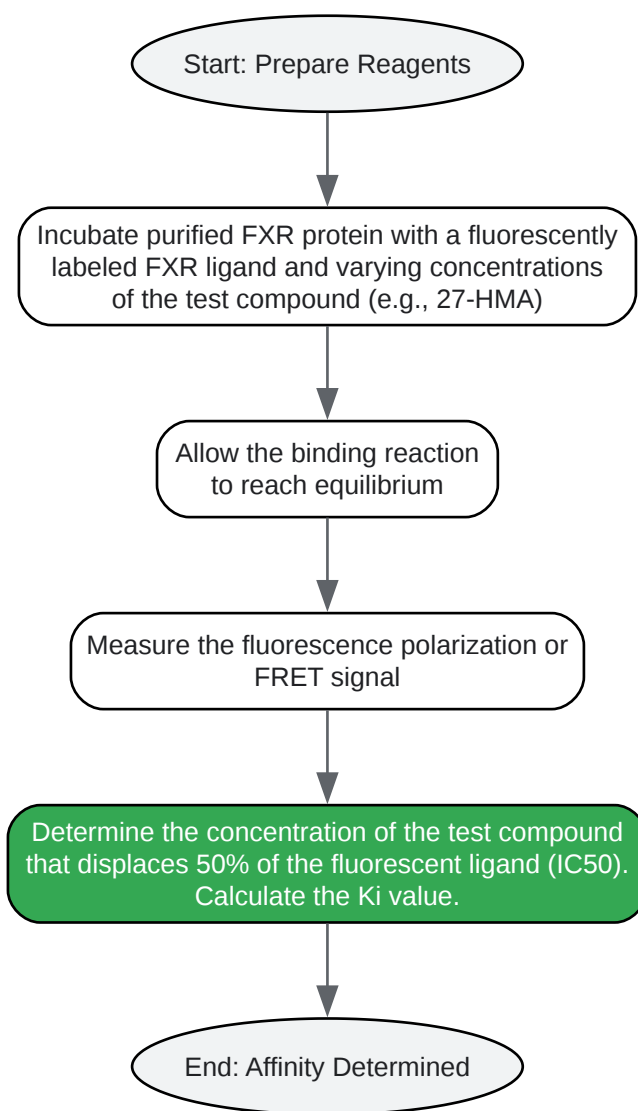 Start: Prepare Reagents
Incubate purified FXR protein with a fluorescently
labeled FXR ligand and varying concentrations
of the test compound (e.g., 27-HMA)
Allow the binding reaction
to reach equilibrium
Measure the fluorescence polarization or
FRET signal
Determine the concentration of the test compound
that displaces 50% of the fluorescent ligand (IC50).
Calculate the Ki value.
End: Affinity Determined